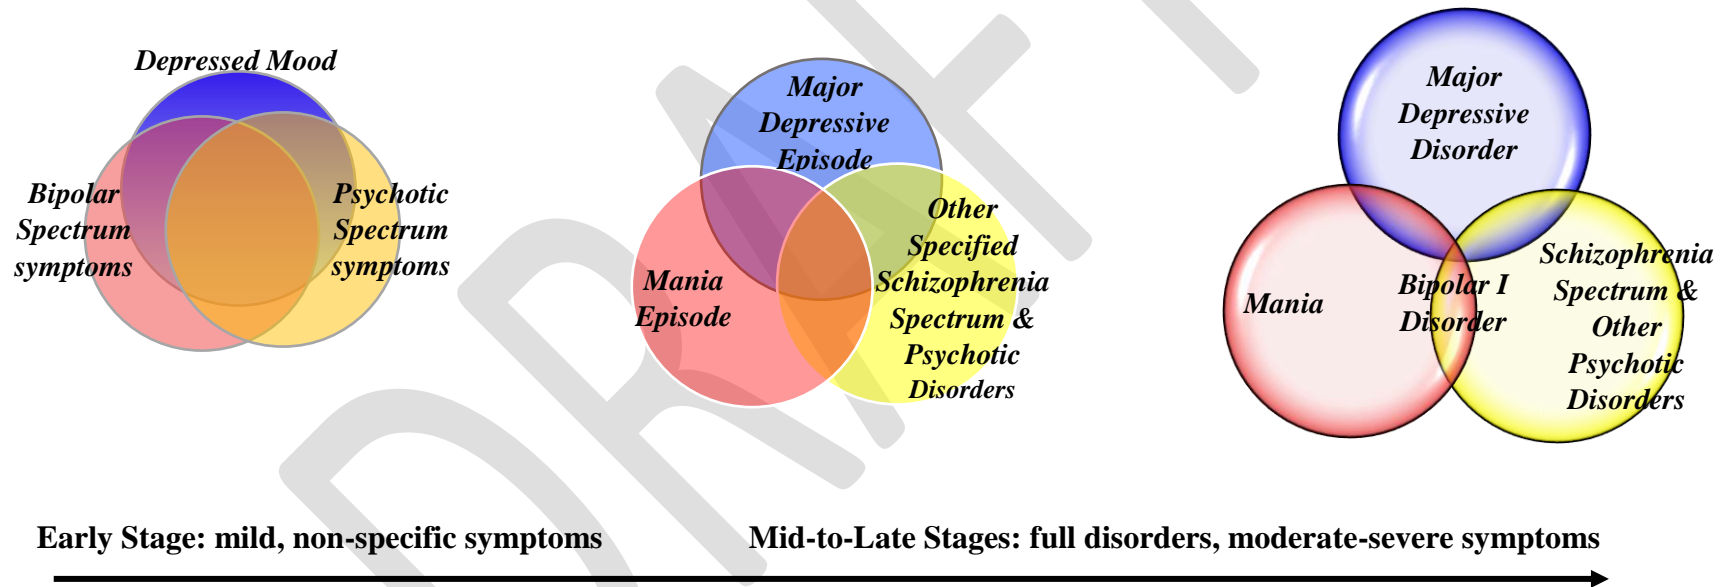 Depressed Mood
Bipolar
Spectrum
symptoms
Psychotic
Spectrum
symptoms
Major
Depressive
Episode
Mania
Episode
Other
Specified
Schizophrenia
Spectrum &
Psychotic
Disorders
Major
Depressive
Disorder
Mania
Bipolar I
Disorder
Schizophrenia
Spectrum &
Other
Psychotic
Disorders
Early Stage: mild, non-specific symptoms
Mid-to-Late Stages: full disorders, moderate-severe symptoms
DRAFT